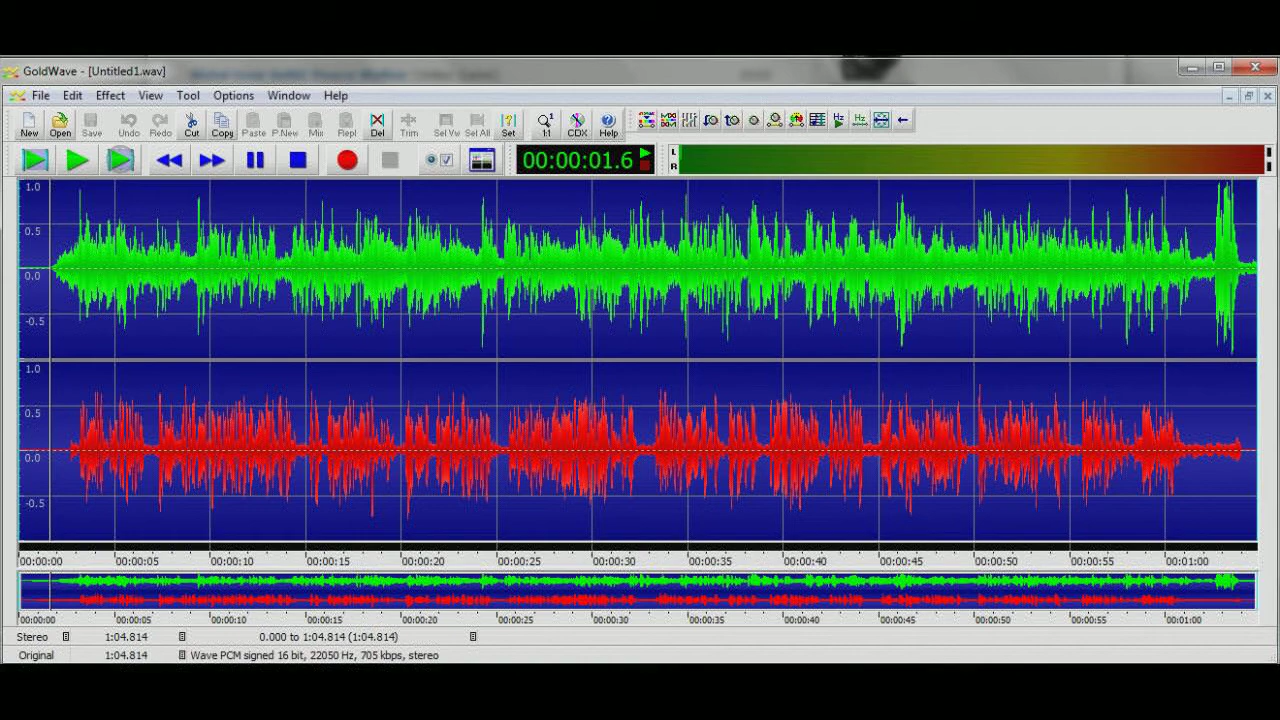 GoldWave - [Untitled1.wav]
File Edit Effect View Tool Options Window Help
New Open Save Undo Redo Cut Copy Paste P.New Mix Repl Del Trim Sel Vw Sel All Set 1:1 CDX Help
00:00:01.6
L
R
1.0
0.5
0.0
-0.5
1.0
0.5
0.0
-0.5
00:00:00 00:00:05 00:00:10 00:00:15 00:00:20 00:00:25 00:00:30 00:00:35 00:00:40 00:00:45 00:00:50 00:00:55 00:01:00
00:00:00 00:00:05 00:00:10 00:00:15 00:00:20 00:00:25 00:00:30 00:00:35 00:00:40 00:00:45 00:00:50 00:00:55 00:01:00
Stereo 1:04.814 0.000 to 1:04.814 (1:04.814)
Original 1:04.814 Wave PCM signed 16 bit, 22050 Hz, 705 kbps, stereo